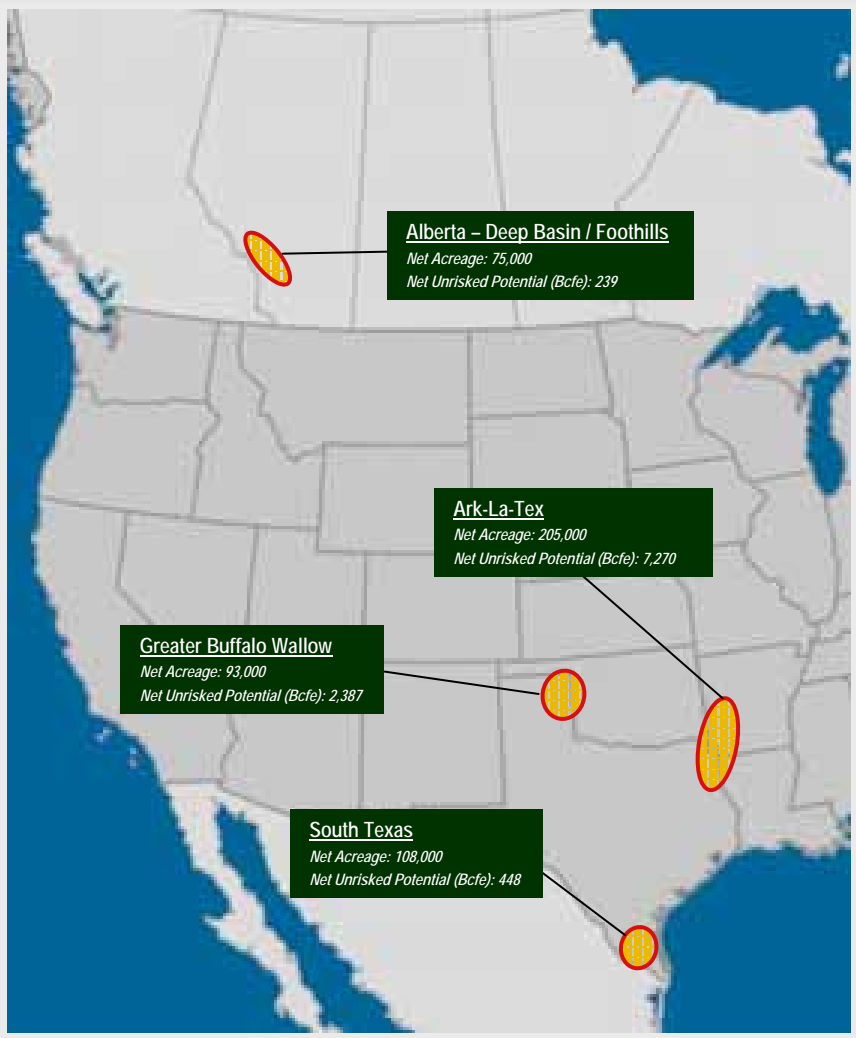 Alberta – Deep Basin / Foothills
Net Acreage: 75,000
Net Unrisked Potential (Bcfe): 239
Ark-La-Tex
Net Acreage: 205,000
Net Unrisked Potential (Bcfe): 7,270
Greater Buffalo Wallow
Net Acreage: 93,000
Net Unrisked Potential (Bcfe): 2,387
South Texas
Net Acreage: 108,000
Net Unrisked Potential (Bcfe): 448